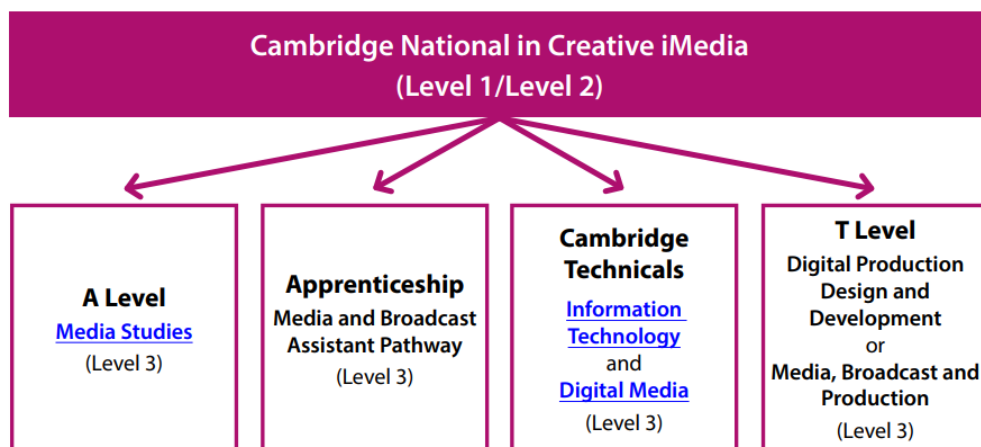 Cambridge National in Creative iMedia
(Level 1/Level 2)
A Level
Media Studies
(Level 3)
Apprenticeship
Media and Broadcast
Assistant Pathway
(Level 3)
Cambridge
Technicals
Information
Technology
and
Digital Media
(Level 3)
T Level
Digital Production
Design and
Development
or
Media, Broadcast and
Production
(Level 3)